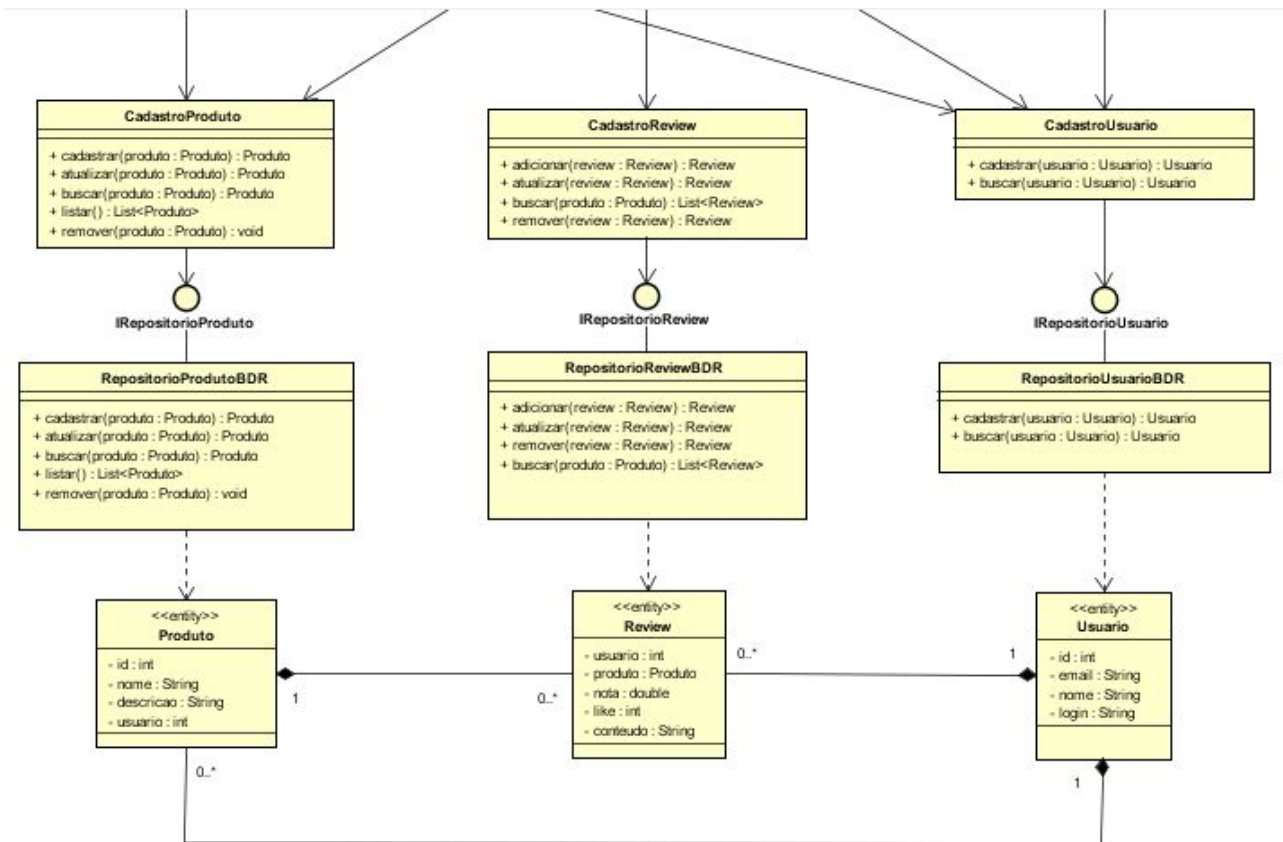 CadastroProduto
+ cadastrar(produto : Produto) : Produto
+ atualizar(produto : Produto) : Produto
+ buscar(produto : Produto) : Produto
+ listar() : List<Produto>
+ remover(produto : Produto) : void
CadastroReview
+ adicionar(review : Review) : Review
+ atualizar(review : Review) : Review
+ buscar(produto : Produto) : List<Review>
+ remover(review : Review) : Review
CadastroUsuario
+ cadastrar(usuario : Usuario) : Usuario
+ buscar(usuario : Usuario) : Usuario
IRepositorioProduto
IRepositorioReview
IRepositorioUsuario
RepositorioProdutoBDR
+ cadastrar(produto : Produto) : Produto
+ atualizar(produto : Produto) : Produto
+ buscar(produto : Produto) : Produto
+ listar() : List<Produto>
+ remover(produto : Produto) : void
RepositorioReviewBDR
+ adicionar(review : Review) : Review
+ atualizar(review : Review) : Review
+ remover(review : Review) : Review
+ buscar(produto : Produto) : List<Review>
RepositorioUsuarioBDR
+ cadastrar(usuario : Usuario) : Usuario
+ buscar(usuario : Usuario) : Usuario
<<entity>>
Produto
- id : int
- nome : String
- descricao : String
- usuario : int
1
0..*
<<entity>>
Review
- usuario : int
- produto : Produto
- nota : double
- like : int
- conteudo : String
0..*
1
<<entity>>
Usuario
- id : int
- email : String
- nome : String
- login : String
0..*
1